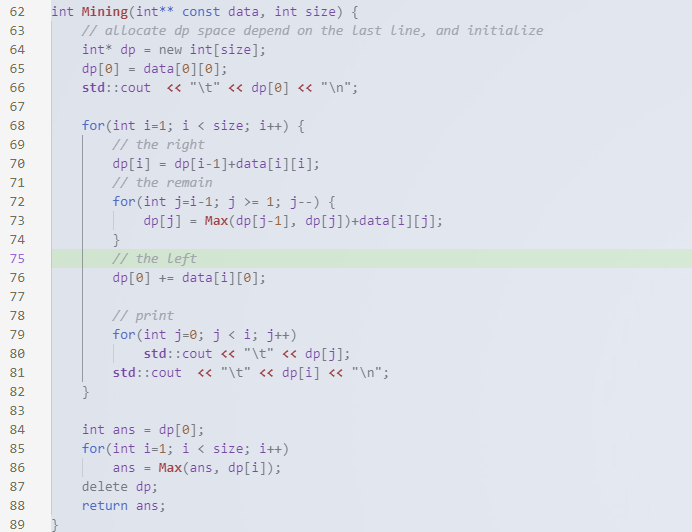 62 int Mining(int** const data, int size) {
63     // allocate dp space depend on the last line, and initialize
64     int* dp = new int[size];
65     dp[0] = data[0][0];
66     std::cout  << "\t" << dp[0] << "\n";
67
68     for(int i=1; i < size; i++) {
69         // the right
70         dp[i] = dp[i-1]+data[i][i];
71         // the remain
72         for(int j=i-1; j >= 1; j--) {
73             dp[j] = Max(dp[j-1], dp[j])+data[i][j];
74         }
75         // the left
76         dp[0] += data[i][0];
77
78         // print
79         for(int j=0; j < i; j++)
80             std::cout << "\t" << dp[j];
81         std::cout  << "\t" << dp[i] << "\n";
82     }
83
84     int ans = dp[0];
85     for(int i=1; i < size; i++)
86         ans = Max(ans, dp[i]);
87     delete dp;
88     return ans;
89 }